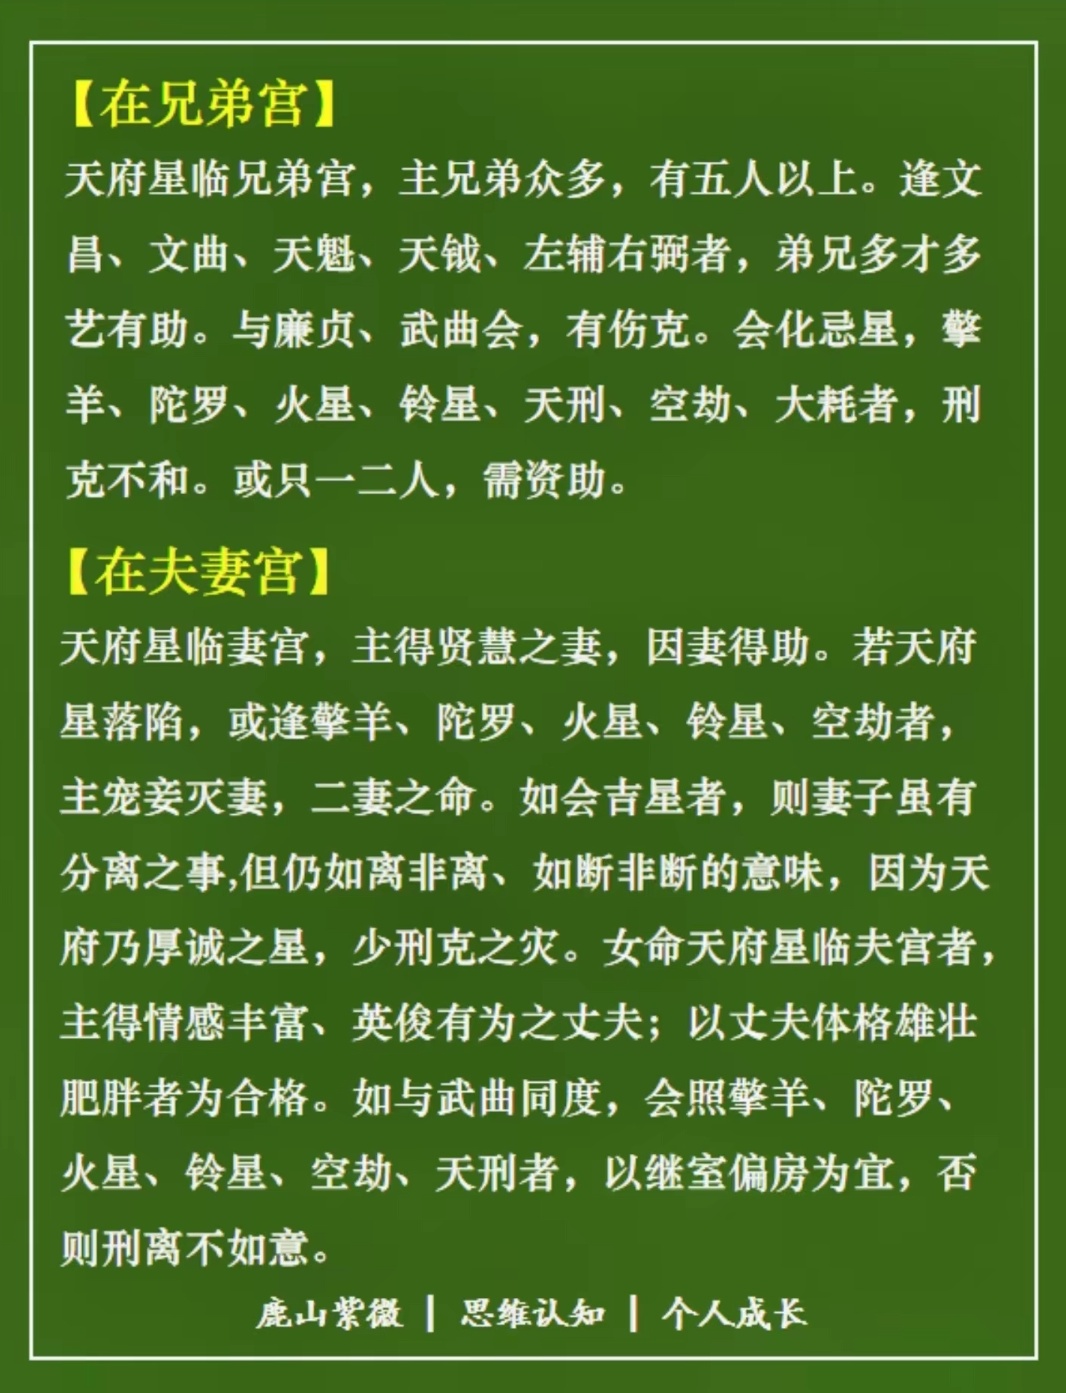 【在兄弟宫】
天府星临兄弟宫，主兄弟众多，有五人以上。逢文
昌、文曲、天魁、天钺、左辅右弼者，弟兄多才多
艺有助。与廉贞、武曲会，有伤克。会化忌星，擎
羊、陀罗、火星、铃星、天刑、空劫、大耗者，刑
克不和。或只一二人，需资助。
【在夫妻宫】
天府星临妻宫，主得贤慧之妻，因妻得助。若天府
星落陷，或逢擎羊、陀罗、火星、铃星、空劫者，
主宠妾灭妻，二妻之命。如会吉星者，则妻子虽有
分离之事,但仍如离非离、如断非断的意味，因为天
府乃厚诚之星，少刑克之灾。女命天府星临夫宫者，
主得情感丰富、英俊有为之丈夫；以丈夫体格雄壮
肥胖者为合格。如与武曲同度，会照擎羊、陀罗、
火星、铃星、空劫、天刑者，以继室偏房为宜，否
则刑离不如意。
鹿山紫微 | 思维认知 | 个人成长